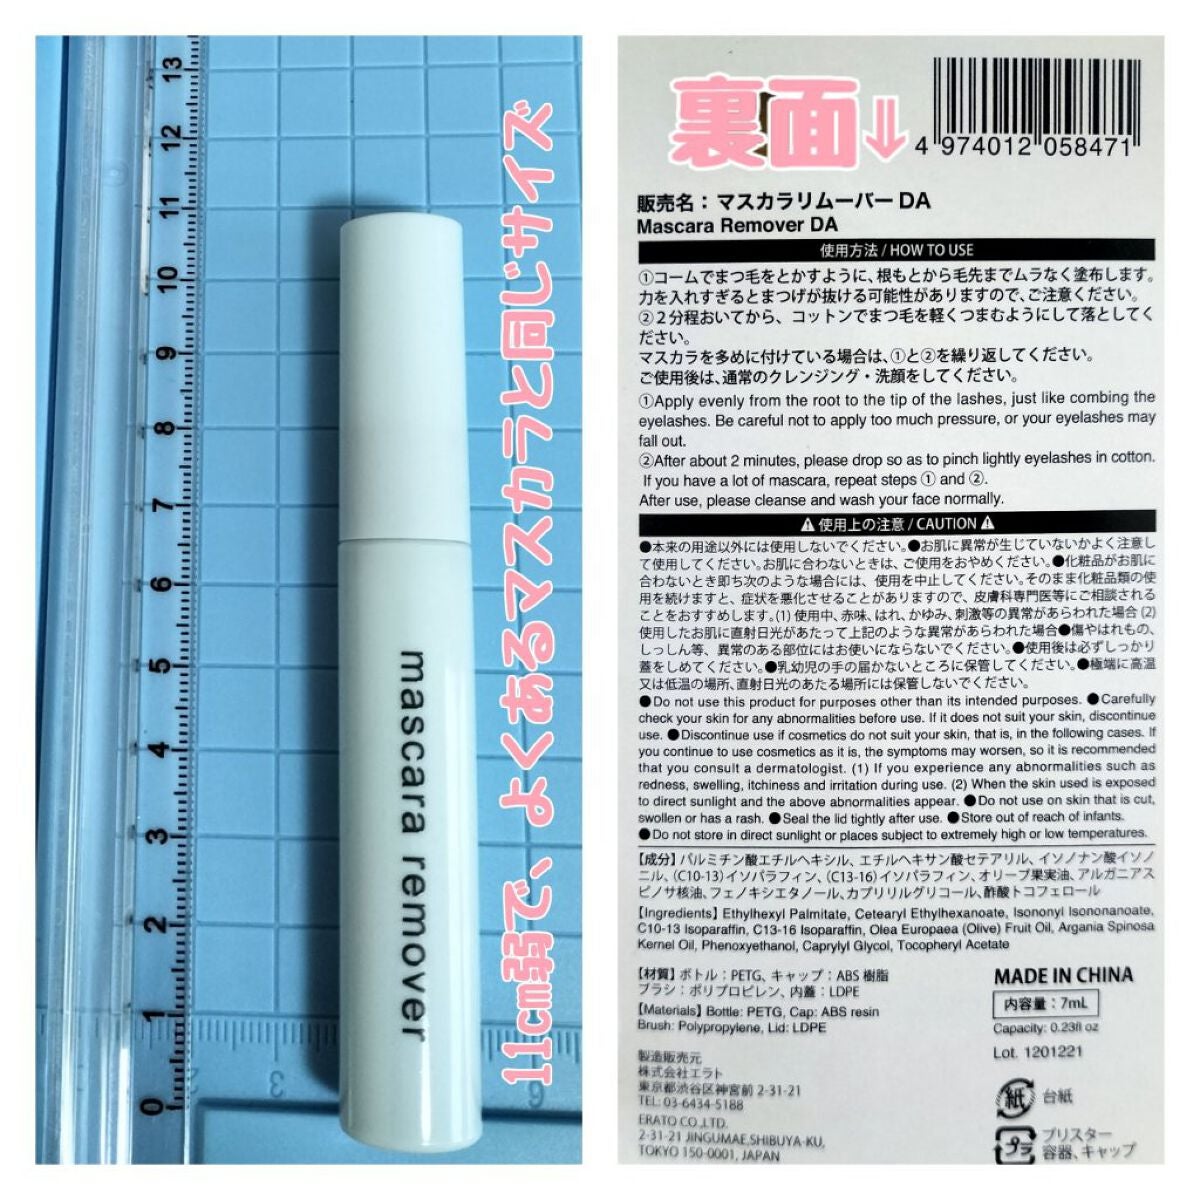 13
12
11
10
9
8
7
6
5
4
3
2
1
0
3
6
mascara remover
11cm弱で、よくあるマスカラと同じサイズ
裏面⇓
4 974012 058471
販売名：マスカラリムーバー DA
Mascara Remover DA
使用方法 / HOW TO USE
①コームでまつ毛をとかすように、根もとから毛先までムラなく塗布します。
力を入れすぎるとまつげが抜ける可能性がありますので、ご注意ください。
②２分程おいてから、コットンでまつ毛を軽くつまむようにして落としてく
ださい。
マスカラを多めに付けている場合は、①と②を繰り返してください。
ご使用後は、通常のクレンジング・洗顔をしてください。
①Apply evenly from the root to the tip of the lashes, just like combing the
eyelashes. Be careful not to apply too much pressure, or your eyelashes may
fall out.
②After about 2 minutes, please drop so as to pinch lightly eyelashes in cotton.
If you have a lot of mascara, repeat steps ① and ②.
After use, please cleanse and wash your face normally.
⚠ 使用上の注意 / CAUTION ⚠
●本来の用途以外には使用しないでください。●お肌に異常が生じていないかよく注意し
て使用してください。お肌に合わないときは、ご使用をおやめください。●化粧品がお肌に
合わないとき即ち次のような場合には、使用を中止してください。そのまま化粧品類の使
用を続けますと、症状を悪化させることがありますので、皮膚科専門医等にご相談される
ことをおすすめします。(1) 使用中、赤味、はれ、かゆみ、刺激等の異常があらわれた場合 (2)
使用したお肌に直射日光があたって上記のような異常があらわれた場合●傷やはれもの、
しっしん等、異常のある部位にはお使いにならないでください。●使用後は必ずしっかり
蓋をしめてください。●乳幼児の手の届かないところに保管してください。●極端に高温
又は低温の場所、直射日光のあたる場所には保管しないでください。
●Do not use this product for purposes other than its intended purposes. ●Carefully
check your skin for any abnormalities before use. If it does not suit your skin, discontinue
use. ●Discontinue use if cosmetics do not suit your skin, that is, in the following cases. If
you continue to use cosmetics as it is, the symptoms may worsen, so it is recommended
that you consult a dermatologist. (1) If you experience any abnormalities such as
redness, swelling, itchiness and irritation during use. (2) When the skin used is exposed
to direct sunlight and the above abnormalities appear. ●Do not use on skin that is cut,
swollen or has a rash. ●Seal the lid tightly after use. ●Store out of reach of infants.
●Do not store in direct sunlight or places subject to extremely high or low temperatures.
【成分】パルミチン酸エチルヘキシル、エチルヘキサン酸セテアリル、イソノナン酸イソノ
ニル、(C10-13)イソパラフィン、(C13-16)イソパラフィン、オリーブ果実油、アルガニアス
ピノサ核油、フェノキシエタノール、カプリリルグリコール、酢酸トコフェロール
【Ingredients】Ethylhexyl Palmitate, Cetearyl Ethylhexanoate, Isononyl Isononanoate,
C10-13 Isoparaffin, C13-16 Isoparaffin, Olea Europaea (Olive) Fruit Oil, Argania Spinosa
Kernel Oil, Phenoxyethanol, Caprylyl Glycol, Tocopheryl Acetate
【材質】ボトル：PETG、キャップ：ABS 樹脂
ブラシ：ポリプロピレン、内蓋：LDPE
【Materials】Bottle: PETG, Cap: ABS resin
Brush: Polypropylene, Lid: LDPE
MADE IN CHINA
内容量：7mL
Capacity: 0.23fl oz
Lot. 1201221
製造販売元
株式会社エラト
東京都渋谷区神宮前 2-31-21
TEL: 03-6434-5188
ERATO CO.,LTD.
2-31-21 JINGUMAE,SHIBUYA-KU,
TOKYO 150-0001, JAPAN
紙 台紙
プラ ブリスター
容器、キャップ